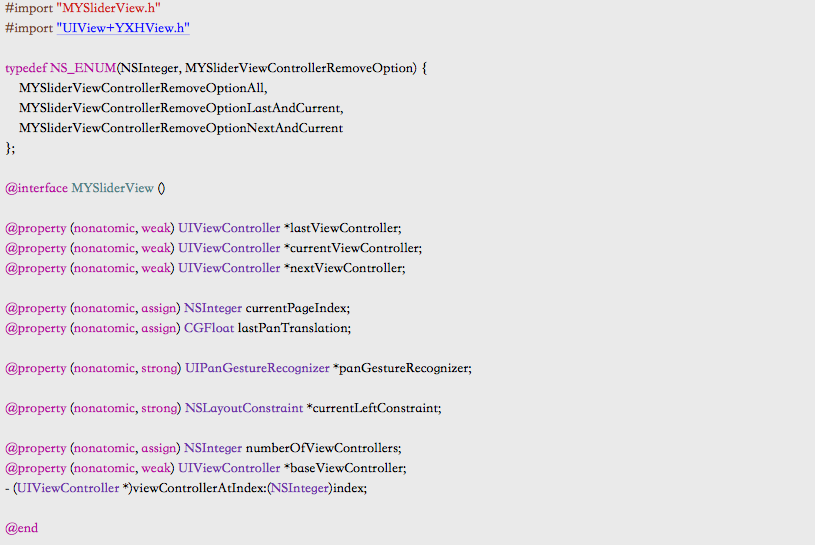 #import "MYSliderView.h"
#import "UIView+YXHView.h"
typedef NS_ENUM(NSInteger, MYSliderViewControllerRemoveOption) {
MYSliderViewControllerRemoveOptionAll,
MYSliderViewControllerRemoveOptionLastAndCurrent,
MYSliderViewControllerRemoveOptionNextAndCurrent
};
@interface MYSliderView ()
@property (nonatomic, weak) UIViewController *lastViewController;
@property (nonatomic, weak) UIViewController *currentViewController;
@property (nonatomic, weak) UIViewController *nextViewController;
@property (nonatomic, assign) NSInteger currentPageIndex;
@property (nonatomic, assign) CGFloat lastPanTranslation;
@property (nonatomic, strong) UIPanGestureRecognizer *panGestureRecognizer;
@property (nonatomic, strong) NSLayoutConstraint *currentLeftConstraint;
@property (nonatomic, assign) NSInteger numberOfViewControllers;
@property (nonatomic, weak) UIViewController *baseViewController;
- (UIViewController *)viewControllerAtIndex:(NSInteger)index;
@end